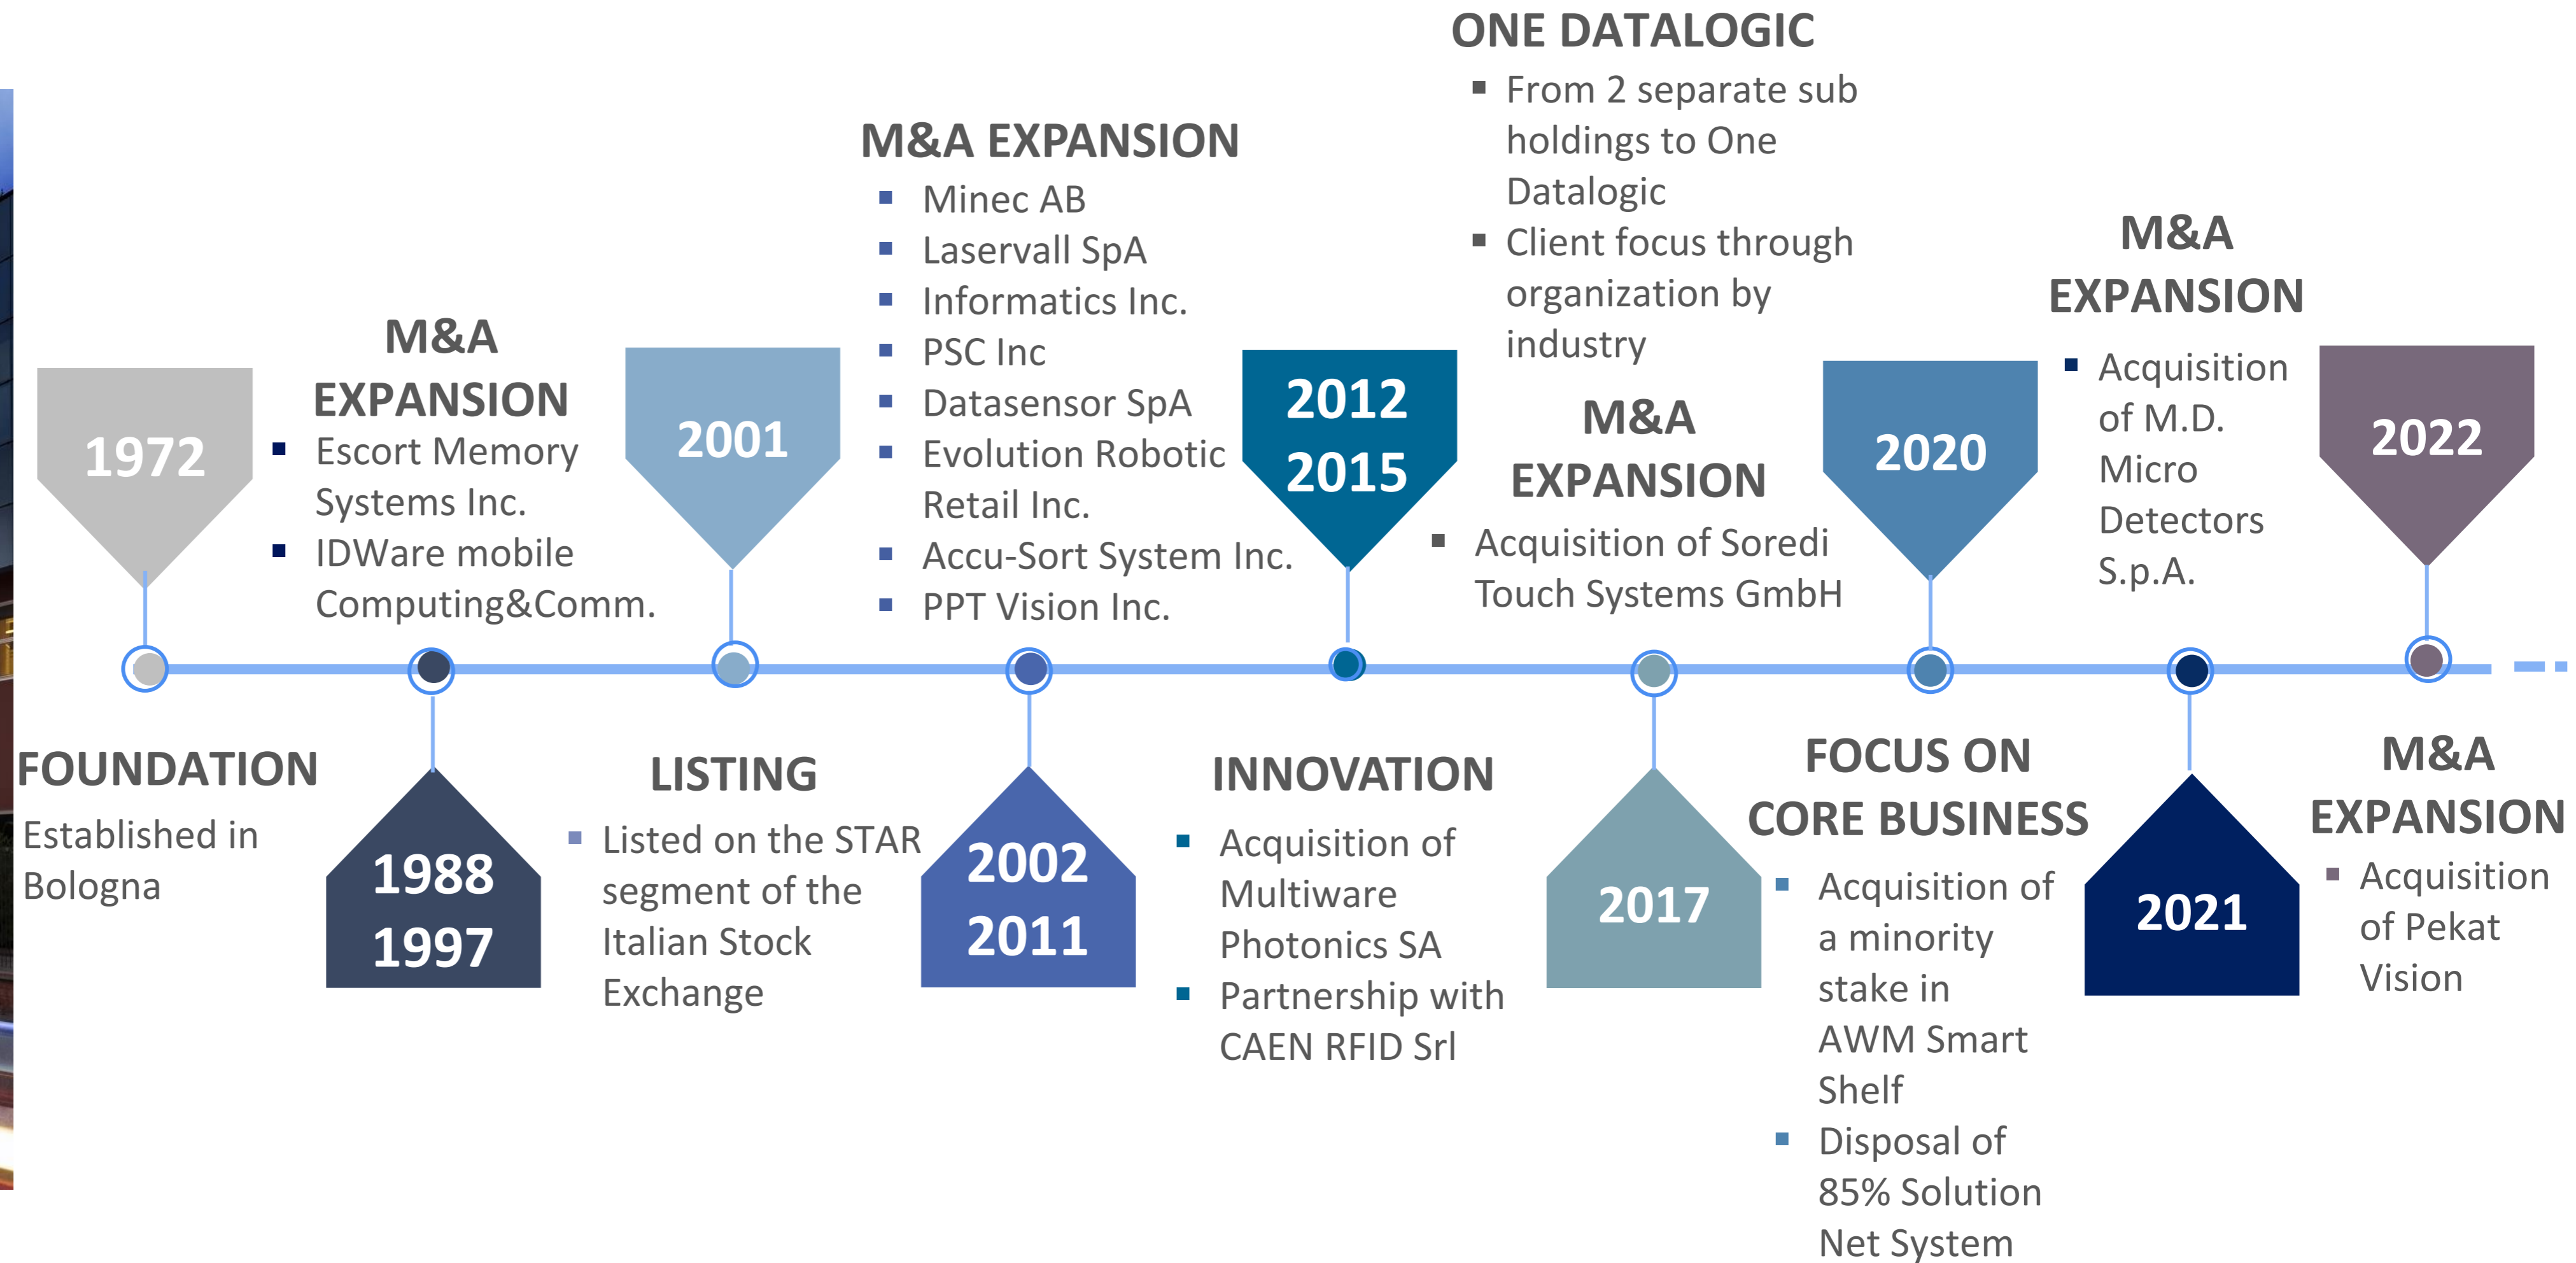 1972
FOUNDATION
Established in
Bologna
M&A
EXPANSION
▪ Escort Memory
Systems Inc.
▪ IDWare mobile
Computing&Comm.
1988
1997
2001
LISTING
▪ Listed on the STAR
segment of the
Italian Stock
Exchange
M&A EXPANSION
▪ Minec AB
▪ Laservall SpA
▪ Informatics Inc.
▪ PSC Inc
▪ Datasensor SpA
▪ Evolution Robotic
Retail Inc.
▪ Accu-Sort System Inc.
▪ PPT Vision Inc.
2002
2011
2012
2015
INNOVATION
▪ Acquisition of
Multiware
Photonics SA
▪ Partnership with
CAEN RFID Srl
ONE DATALOGIC
▪ From 2 separate sub
holdings to One
Datalogic
▪ Client focus through
organization by
industry
M&A
EXPANSION
▪ Acquisition of Soredi
Touch Systems GmbH
2017
2020
FOCUS ON
CORE BUSINESS
▪ Acquisition of
a minority
stake in
AWM Smart
Shelf
▪ Disposal of
85% Solution
Net System
M&A
EXPANSION
▪ Acquisition
of M.D.
Micro
Detectors
S.p.A.
2021
2022
M&A
EXPANSION
▪ Acquisition
of Pekat
Vision